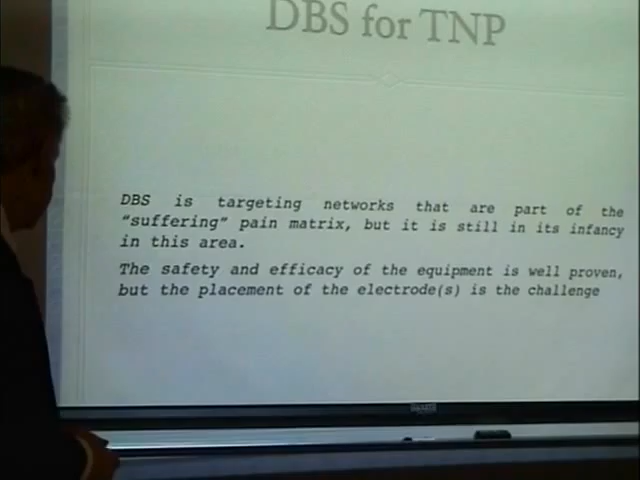 DBS for TNP
DBS is targeting networks that are part of the
"suffering" pain matrix, but it is still in its infancy
in this area.
The safety and efficacy of the equipment is well proven,
but the placement of the electrode(s) is the challenge